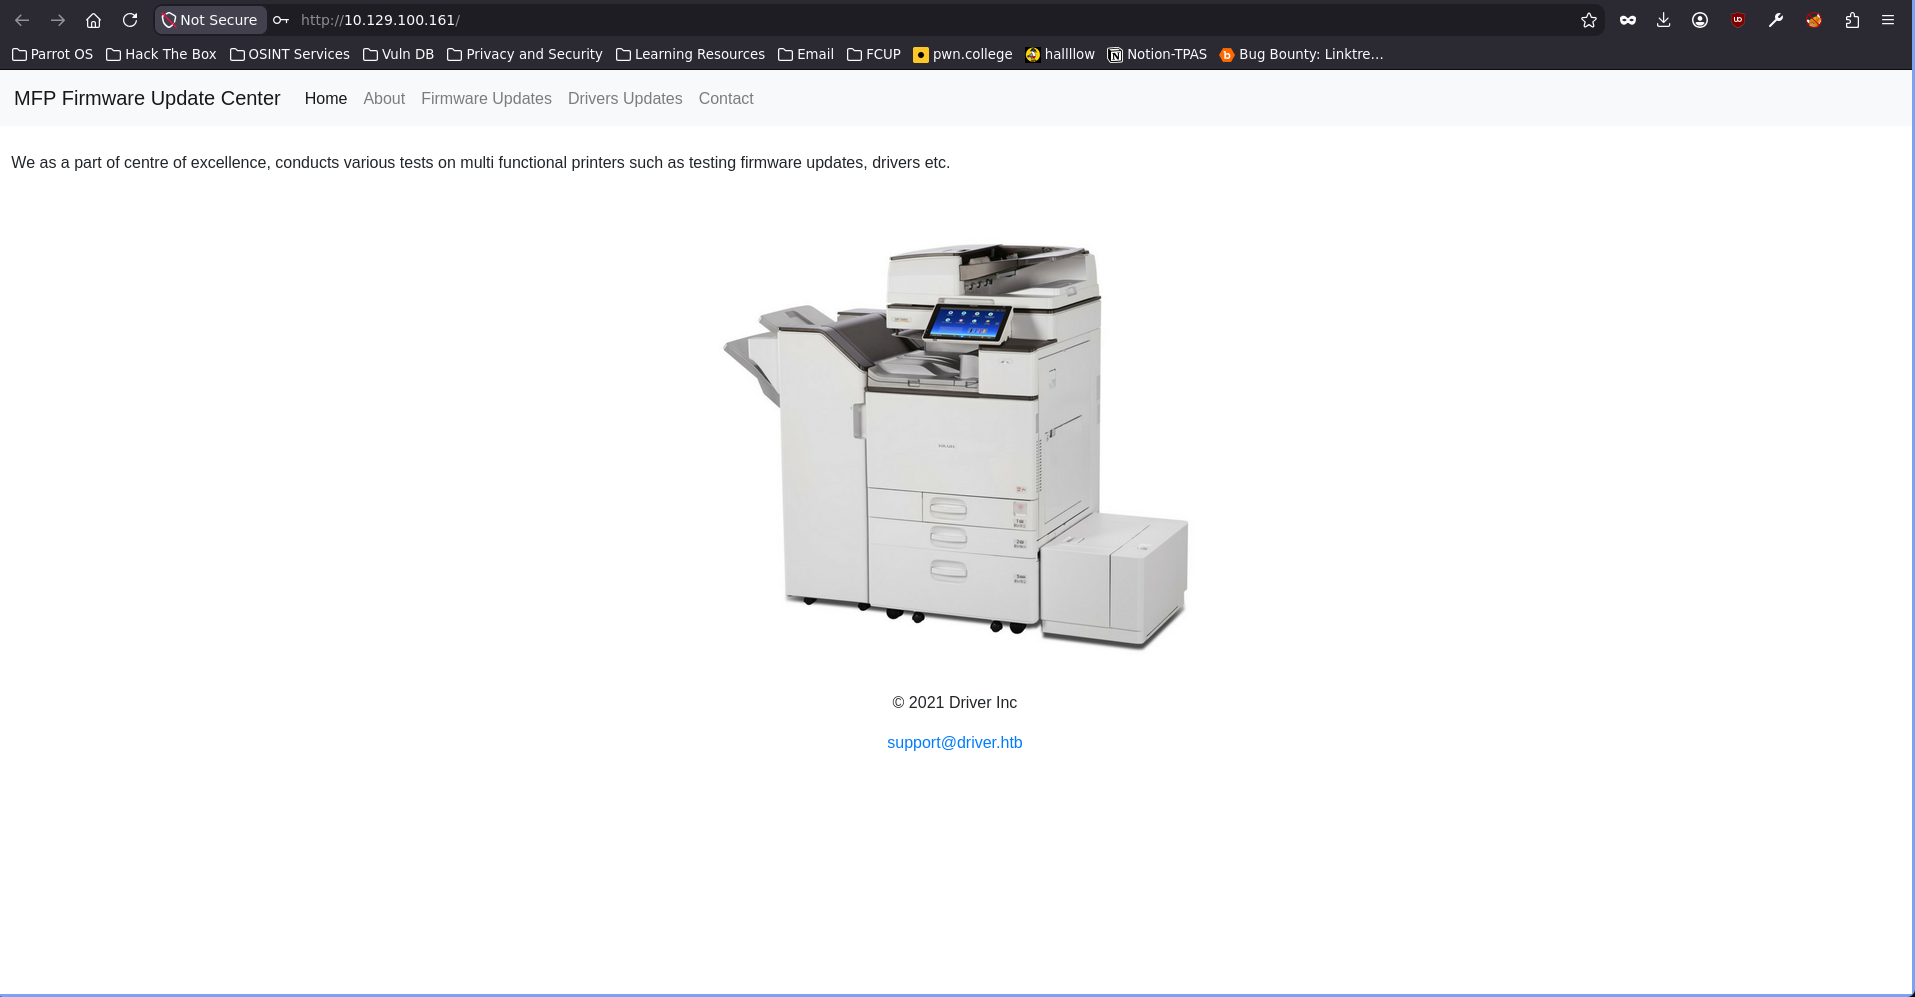 Not Secure http://10.129.100.161/
Parrot OS Hack The Box OSINT Services Vuln DB Privacy and Security Learning Resources Email FCUP pwn.college hallllow Notion-TPAS Bug Bounty: Linktre…
MFP Firmware Update Center Home About Firmware Updates Drivers Updates Contact
We as a part of centre of excellence, conducts various tests on multi functional printers such as testing firmware updates, drivers etc.
© 2021 Driver Inc
support@driver.htb